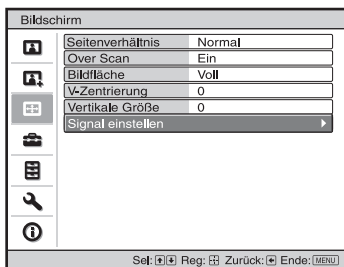 Bildschirm
Seitenverhältnis Normal
Over Scan Ein
Bildfläche Voll
V-Zentrierung 0
Vertikale Größe 0
Signal einstellen
Sel: Reg: Zurück: Ende: MENU